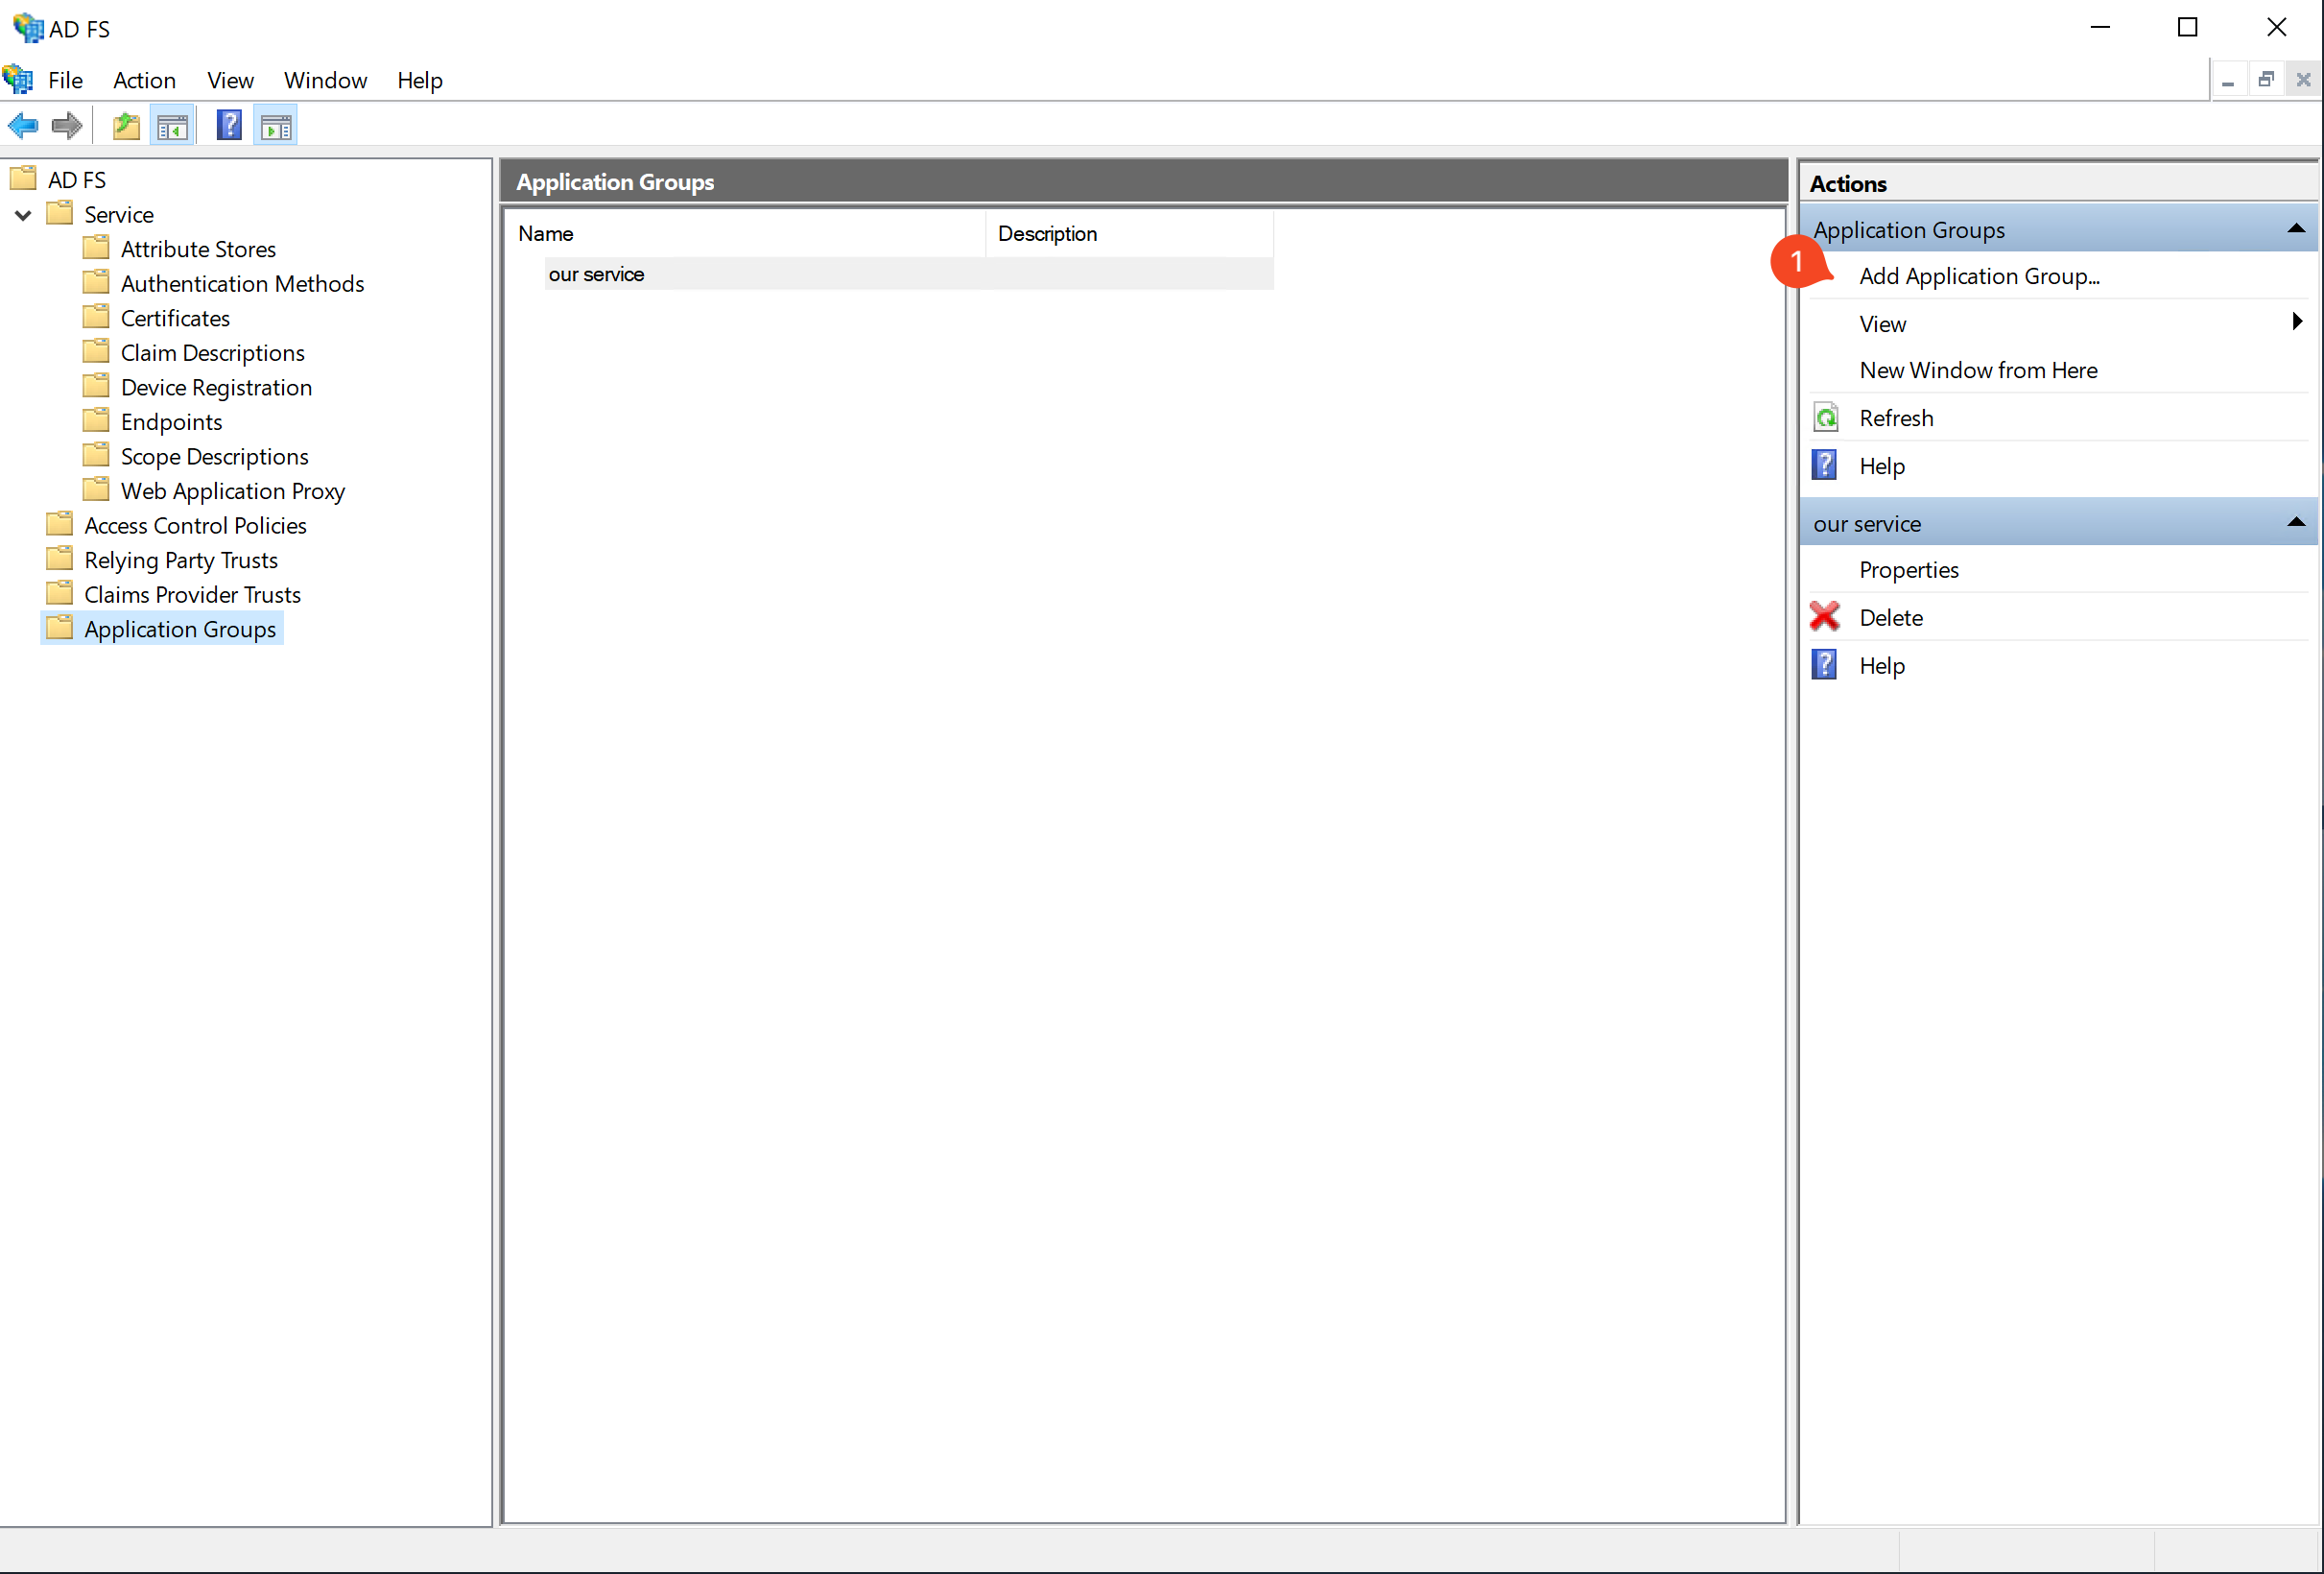 AD FS
File Action View Window Help
AD FS
Service
Attribute Stores
Authentication Methods
Certificates
Claim Descriptions
Device Registration
Endpoints
Scope Descriptions
Web Application Proxy
Access Control Policies
Relying Party Trusts
Claims Provider Trusts
Application Groups
Application Groups
Name Description
our service
Actions
Application Groups
1
Add Application Group...
View
New Window from Here
Refresh
? Help
our service
Properties
Delete
? Help